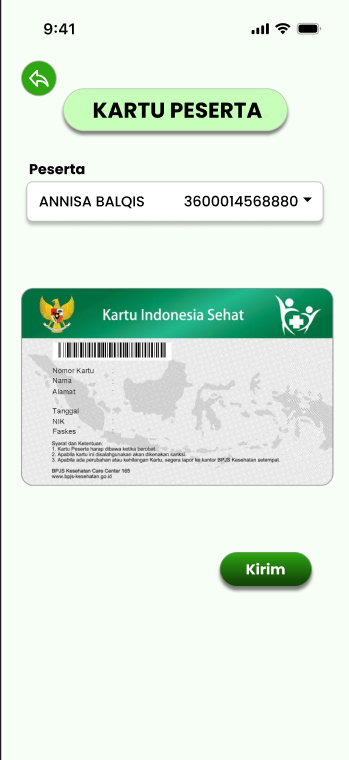 9:41
KARTU PESERTA
Peserta
ANNISA BALQIS 3600014568880
Kartu Indonesia Sehat
Nomor Kartu :
Nama :
Alamat :
Tanggal
NIK
Faskes
Syarat dan Ketentuan:
1. Kartu Peserta harap dibawa ketika berobat.
2. Apabila kartu ini disalahgunakan akan dikenakan sanksi.
3. Apabila ada perubahan atau kehilangan Kartu, segera lapor ke kantor BPJS Kesehatan setempat.
BPJS Kesehatan Care Center 165
www.bpjs-kesehatan.go.id
Kirim